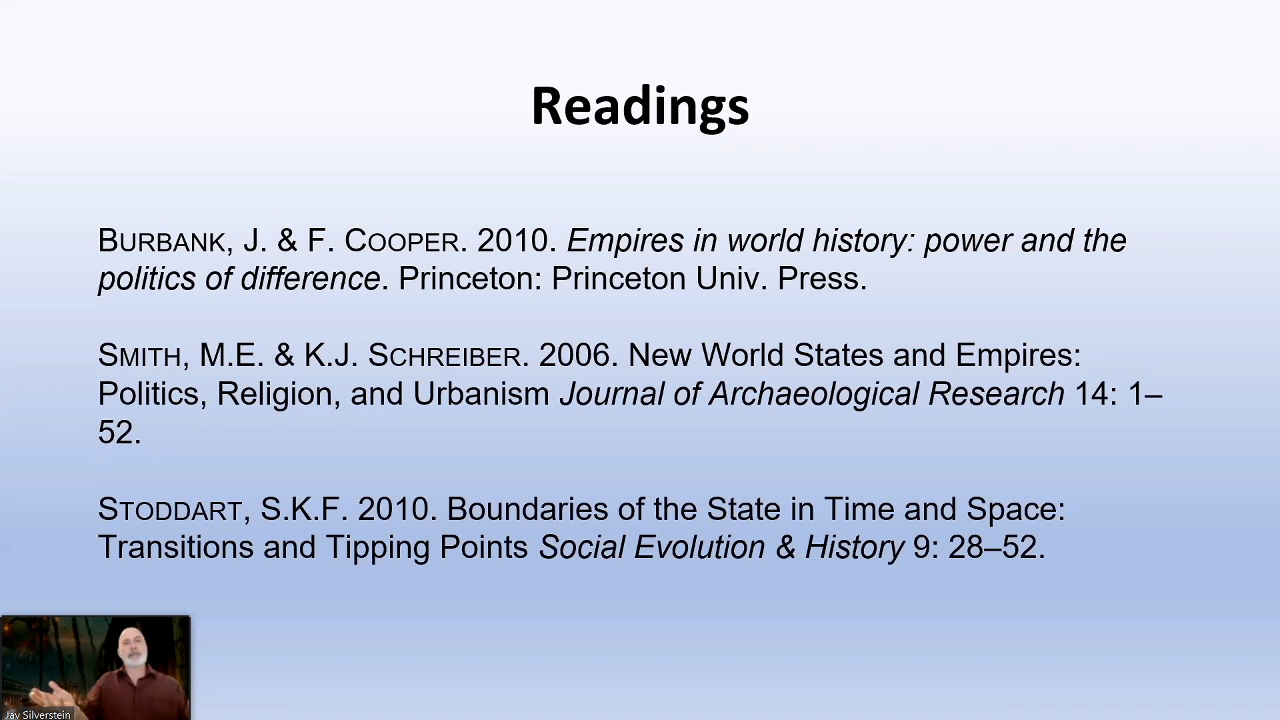 Readings
BURBANK, J. & F. COOPER. 2010. Empires in world history: power and the
politics of difference. Princeton: Princeton Univ. Press.
SMITH, M.E. & K.J. SCHREIBER. 2006. New World States and Empires:
Politics, Religion, and Urbanism Journal of Archaeological Research 14: 1–
52.
STODDART, S.K.F. 2010. Boundaries of the State in Time and Space:
Transitions and Tipping Points Social Evolution & History 9: 28–52.
Jay Silverstein